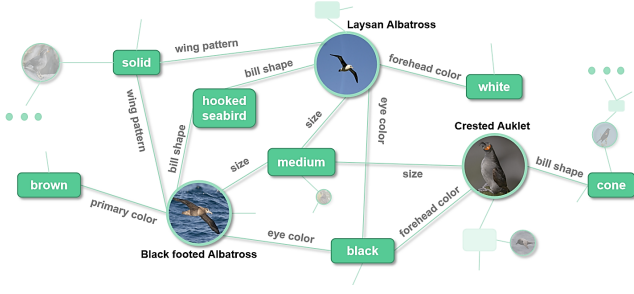 Laysan Albatross
wing pattern
solid
forehead color
bill shape
white
hooked
seabird
wing pattern
size
eye color
Crested Auklet
bill shape
size
medium
size
bill shape
cone
brown
primary color
forehead color
eye color
black
Black footed Albatross